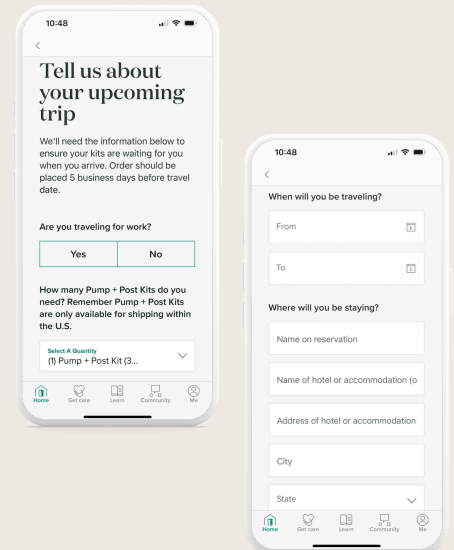 10:48
Tell us about
your upcoming
trip
We'll need the information below to
ensure your kits are waiting for you
when you arrive. Order should be
placed 5 business days before travel
date.
Are you traveling for work?
Yes No
How many Pump + Post Kits do you
need? Remember Pump + Post Kits
are only available for shipping within
the U.S.
Select A Quantity
(1) Pump + Post Kit (3...
Home Get care Learn Community Me
10:48
When will you be traveling?
From
To
Where will you be staying?
Name on reservation
Name of hotel or accommodation (o
Address of hotel or accommodation
City
State
Home Get care Learn Community Me